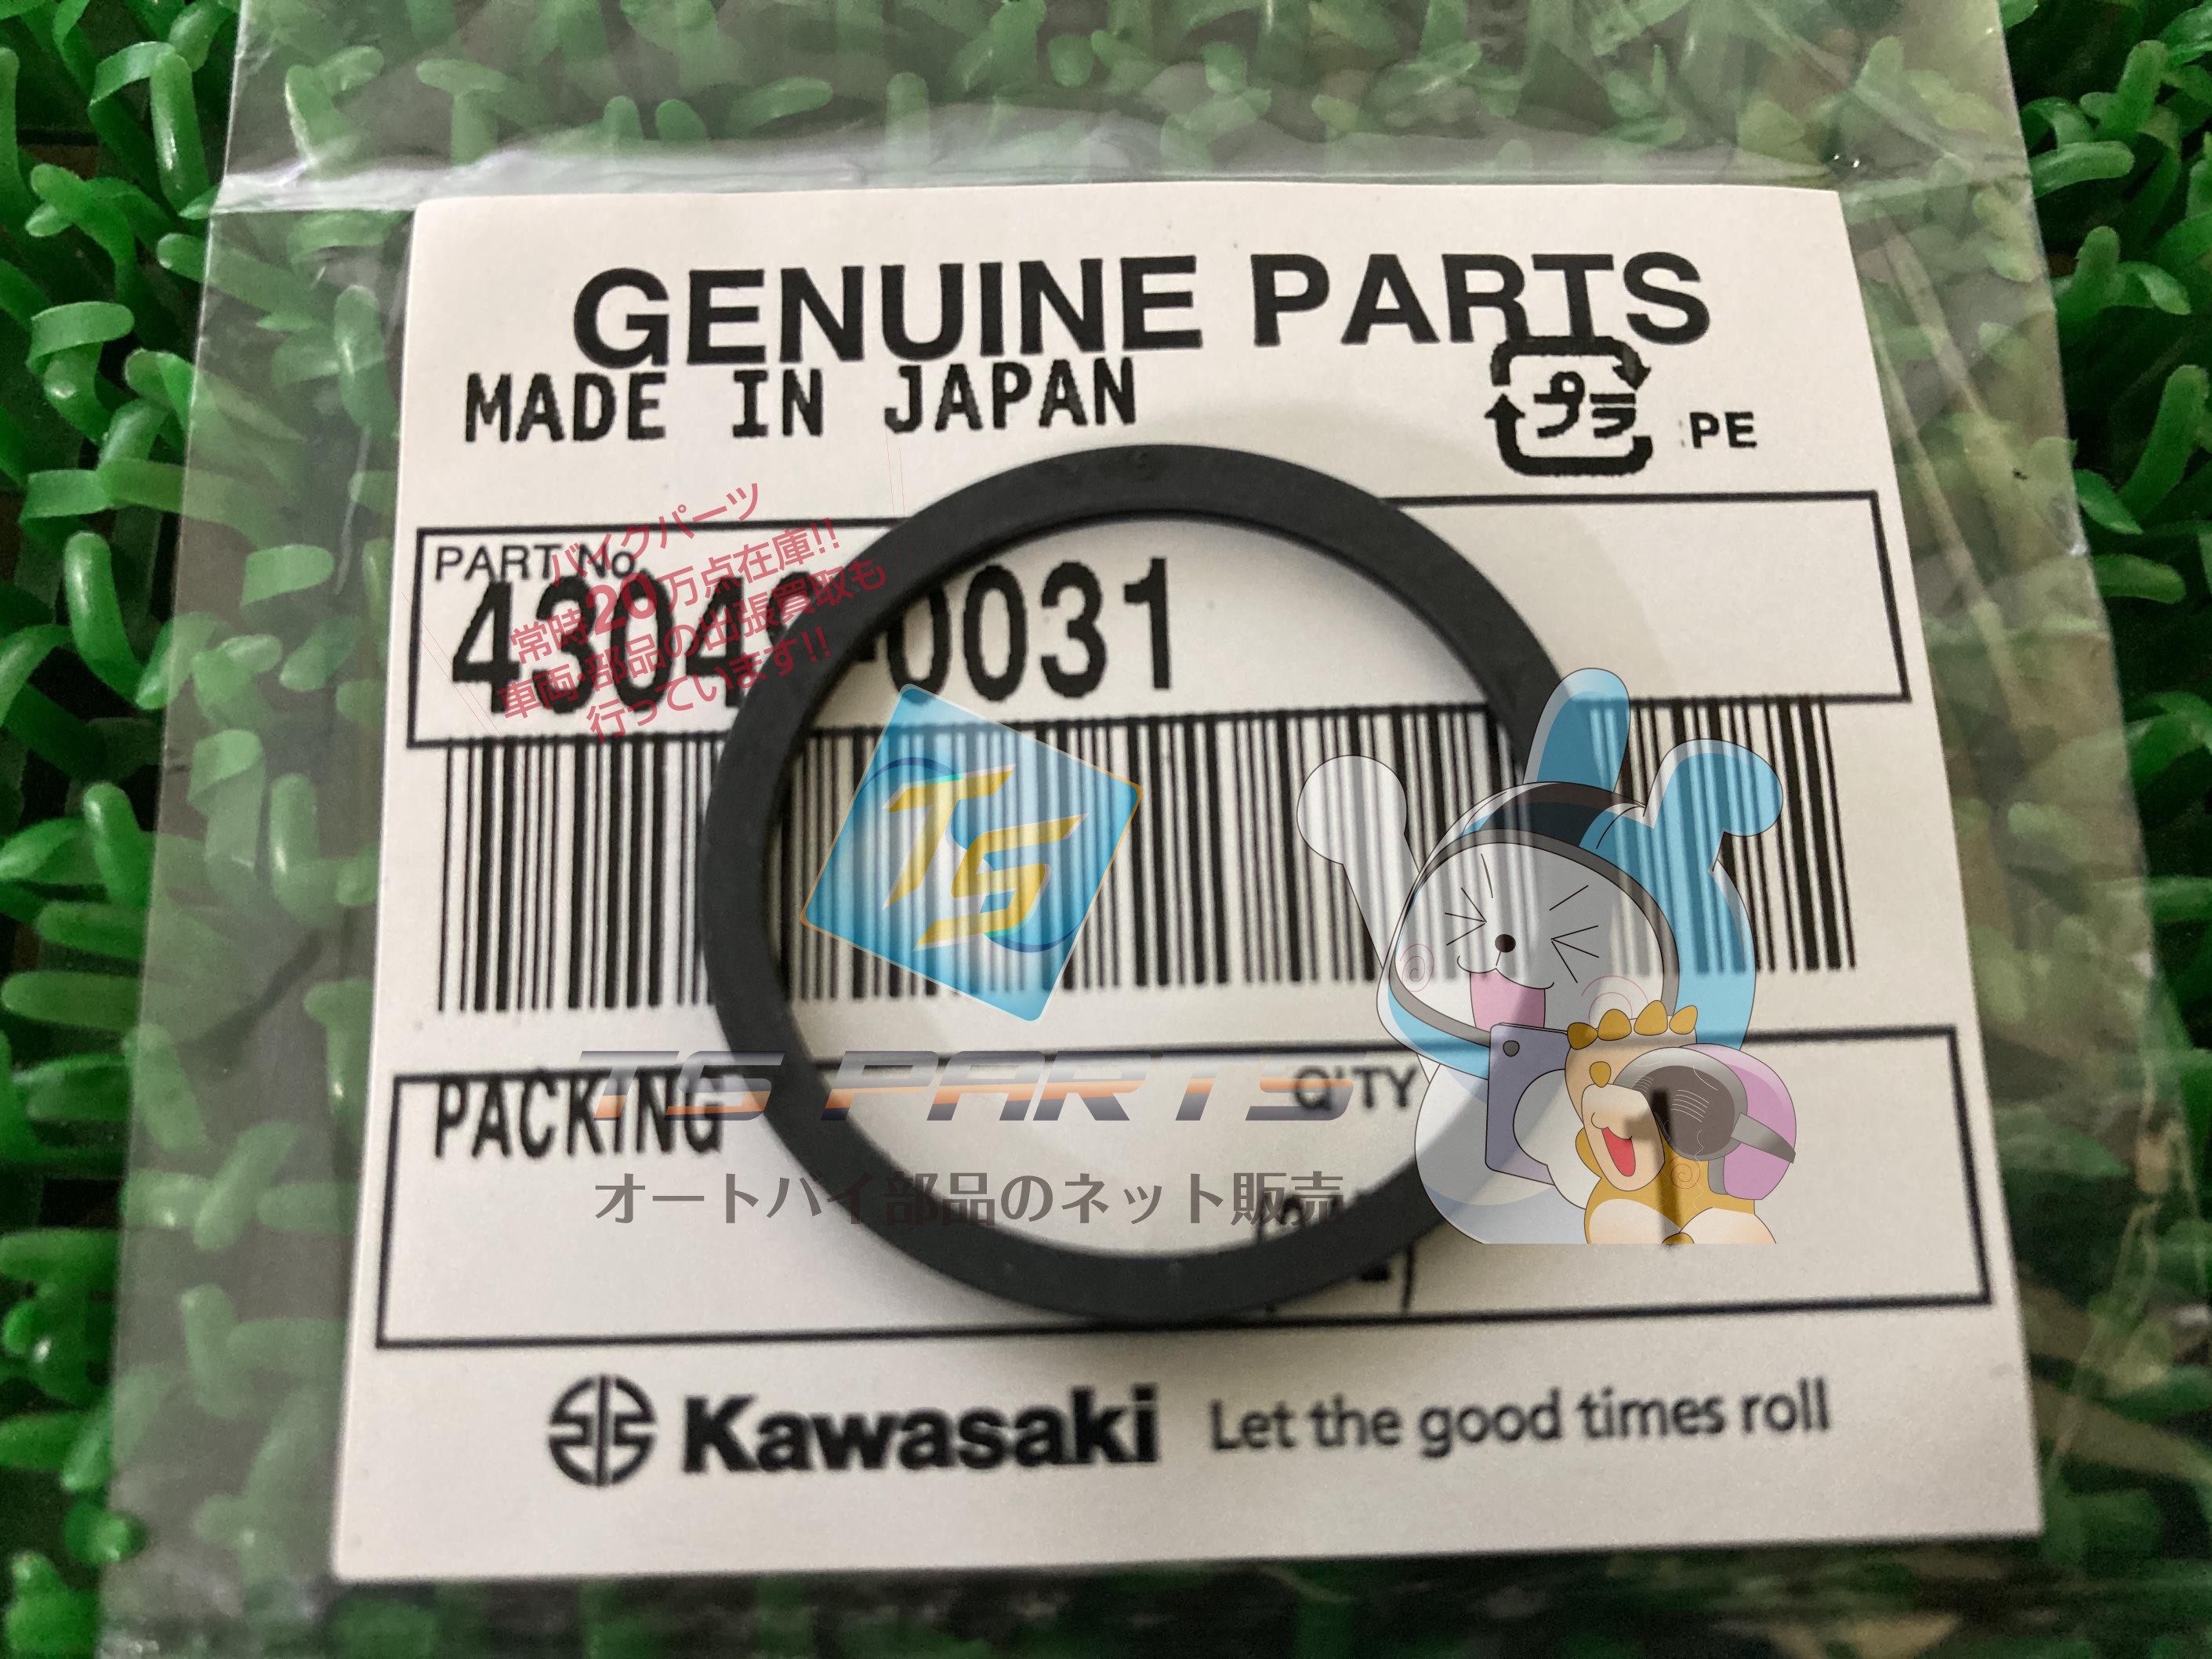 GENUINE PARTS
MADE IN JAPAN
プラ PE
PART No.
バイクパーツ
常時20万点在庫!!
車両・部品の出張買取も
行っています!!
-0031
TS
TS PARTS
PACKING
Q'TY
1
オートバイ部品のネット販売
Kawasaki Let the good times roll